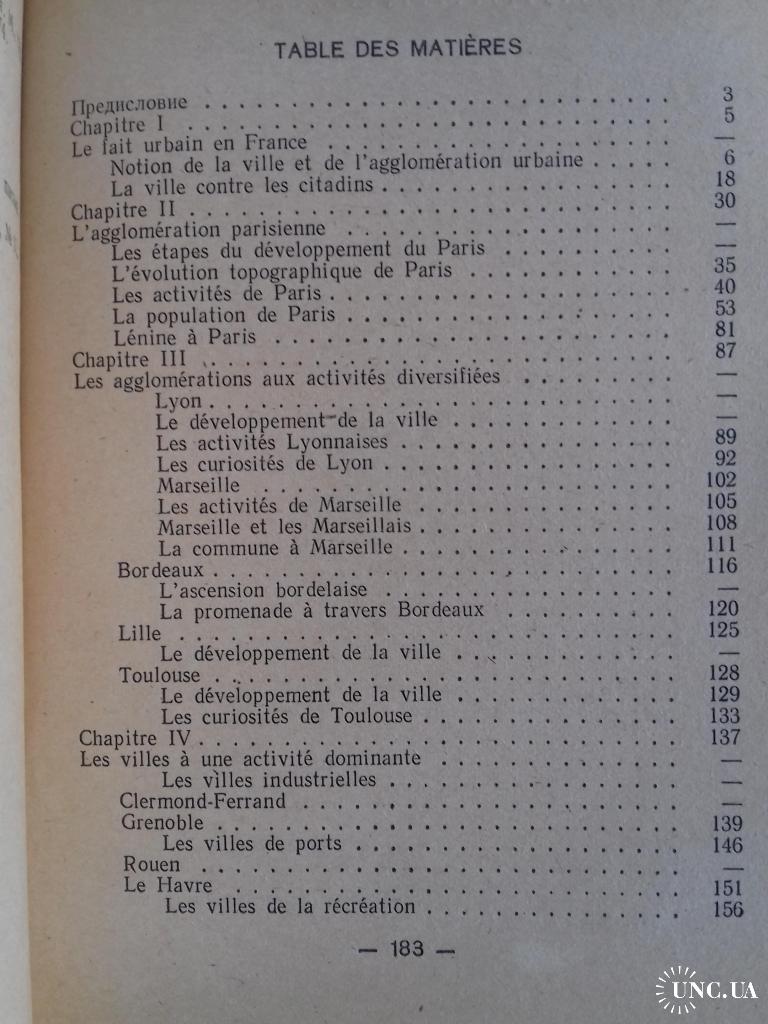 TABLE DES MATIÈRES
Предисловие . . . . . . . . . . . . . . . . . . . . . . . 3
Chapitre I . . . . . . . . . . . . . . . . . . . . . . . 5
Le fait urbain en France . . . . . . . . . . . . . . . . —
Notion de la ville et de l'agglomération urbaine . . . . . 6
La ville contre les citadins . . . . . . . . . . . . . . 18
Chapitre II . . . . . . . . . . . . . . . . . . . . . . . 30
L'agglomération parisienne . . . . . . . . . . . . . . . —
Les étapes du développement du Paris . . . . . . . . . —
L'évolution topographique de Paris . . . . . . . . . . 35
Les activités de Paris . . . . . . . . . . . . . . . . . 40
La population de Paris . . . . . . . . . . . . . . . . 53
Lénine à Paris . . . . . . . . . . . . . . . . . . . . 81
Chapitre III . . . . . . . . . . . . . . . . . . . . . . 87
Les agglomérations aux activités diversifiées . . . . . . . —
Lyon . . . . . . . . . . . . . . . . . . . . . . . —
Le développement de la ville . . . . . . . . . . . —
Les activités Lyonnaises . . . . . . . . . . . . . . 89
Les curiosités de Lyon . . . . . . . . . . . . . . 92
Marseille . . . . . . . . . . . . . . . . . . . . 102
Les activités de Marseille . . . . . . . . . . . . . 105
Marseille et les Marseillais . . . . . . . . . . . . 108
La commune à Marseille . . . . . . . . . . . . . . 111
Bordeaux . . . . . . . . . . . . . . . . . . . . . . . 116
L'ascension bordelaise . . . . . . . . . . . . . . —
La promenade à travers Bordeaux . . . . . . . . 120
Lille . . . . . . . . . . . . . . . . . . . . . . . . 125
Le développement de la ville . . . . . . . . . . . —
Toulouse . . . . . . . . . . . . . . . . . . . . . . . 128
Le développement de la ville . . . . . . . . . . . 129
Les curiosités de Toulouse . . . . . . . . . . . . 133
Chapitre IV . . . . . . . . . . . . . . . . . . . . . . . 137
Les villes à une activité dominante . . . . . . . . . . . —
Les villes industrielles . . . . . . . . . . . . . . —
Clermond-Ferrand . . . . . . . . . . . . . . . . . . —
Grenoble . . . . . . . . . . . . . . . . . . . . . . . 139
Les villes de ports . . . . . . . . . . . . . . . . 146
Rouen . . . . . . . . . . . . . . . . . . . . . . . —
Le Havre . . . . . . . . . . . . . . . . . . . . . . 151
Les villes de la récréation . . . . . . . . . . . . 156
— 183 —
UNC.UA